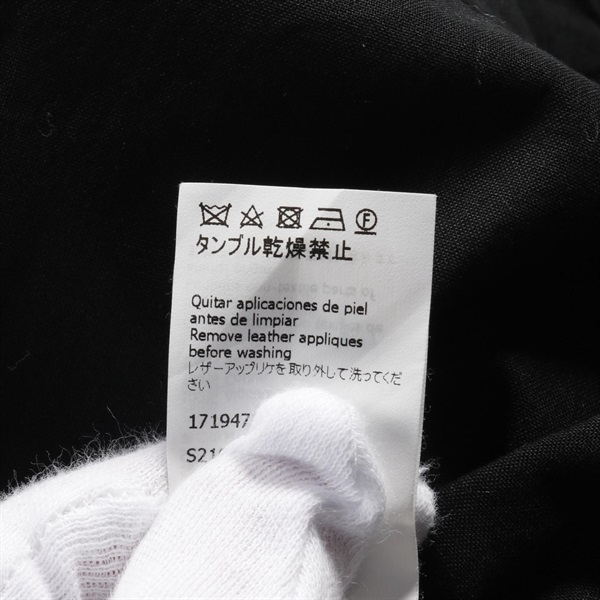 タンブル乾燥禁止
Quitar aplicaciones de piel
antes de limpiar
Remove leather appliques
before washing
レザーアップリケを取り外して洗ってくだ
さい